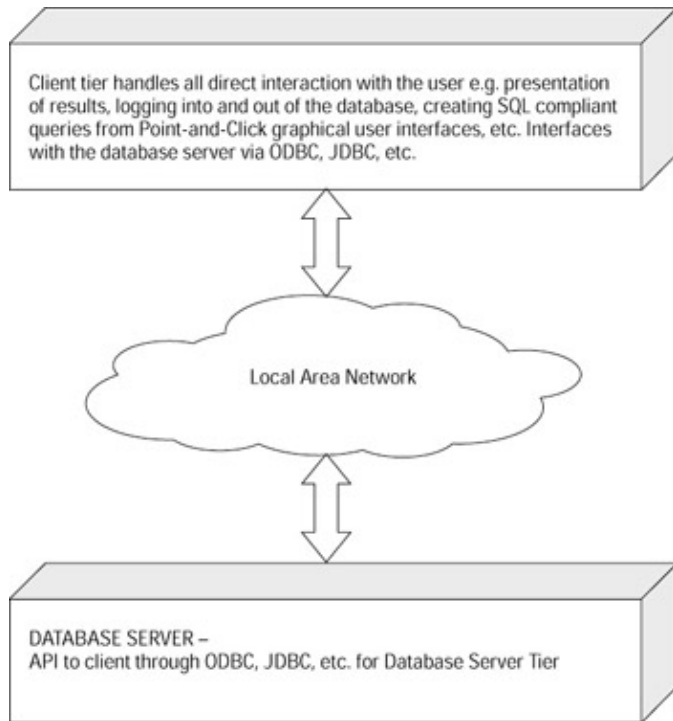 Client tier handles all direct interaction with the user e.g. presentation
of results, logging into and out of the database, creating SQL compliant
queries from Point-and-Click graphical user interfaces, etc. Interfaces
with the database server via ODBC, JDBC, etc.
Local Area Network
DATABASE SERVER –
API to client through ODBC, JDBC, etc. for Database Server Tier